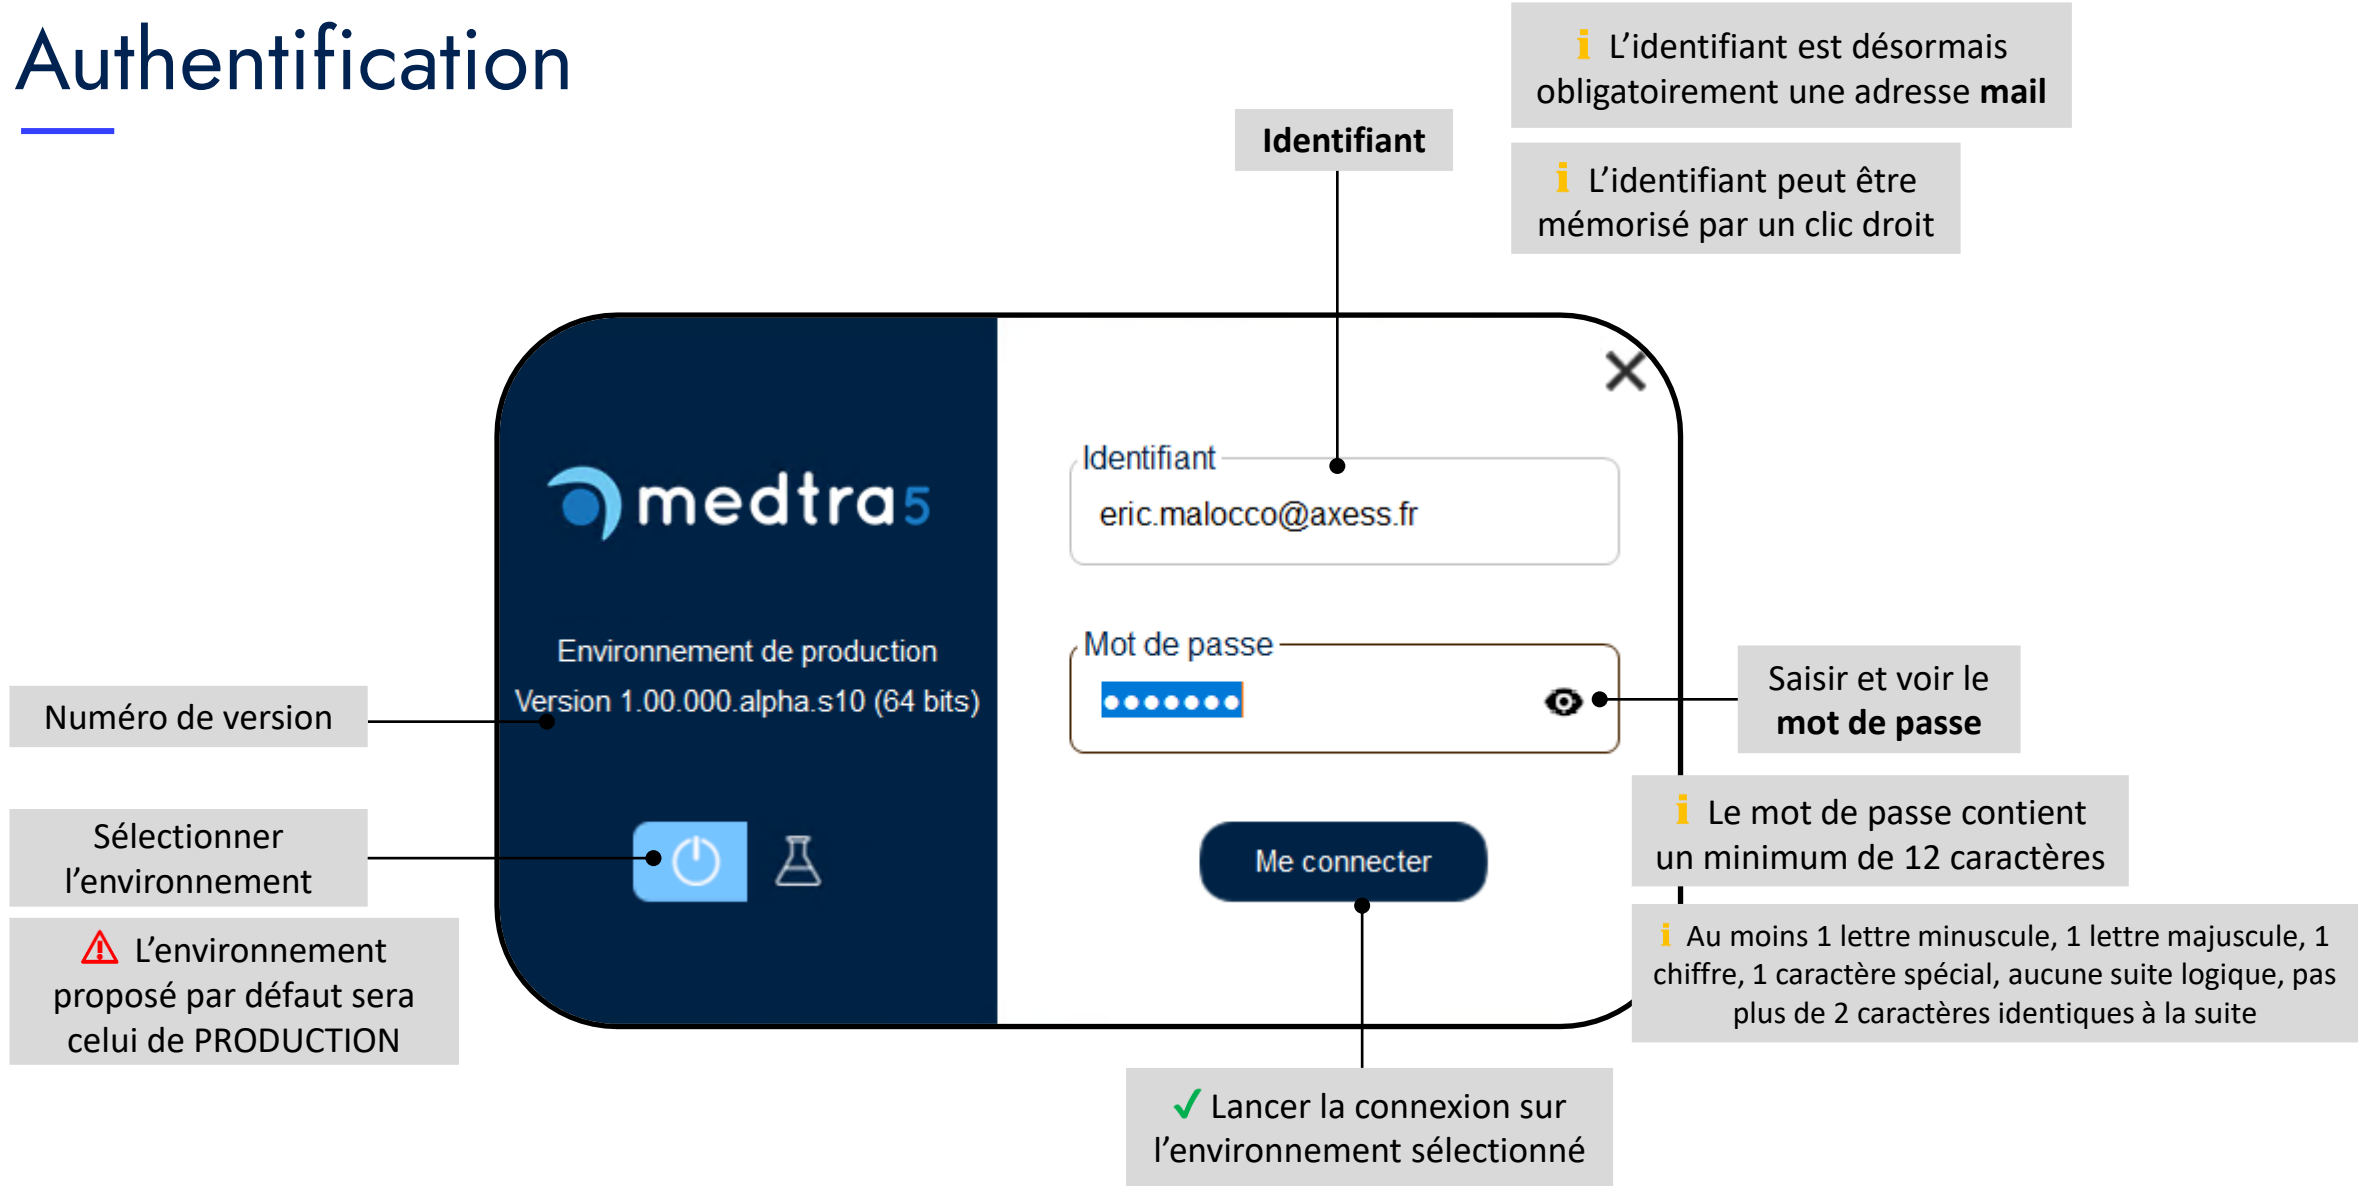 Authentification
i L’identifiant est désormais
obligatoirement une adresse mail
Identifiant
i L’identifiant peut être
mémorisé par un clic droit
medtra5
Environnement de production
Version 1.00.000.alpha.s10 (64 bits)
Identifiant
eric.malocco@axess.fr
Mot de passe
Me connecter
Numéro de version
Sélectionner
l’environnement
L’environnement
proposé par défaut sera
celui de PRODUCTION
Saisir et voir le
mot de passe
i Le mot de passe contient
un minimum de 12 caractères
i Au moins 1 lettre minuscule, 1 lettre majuscule, 1
chiffre, 1 caractère spécial, aucune suite logique, pas
plus de 2 caractères identiques à la suite
✓ Lancer la connexion sur
l’environnement sélectionné